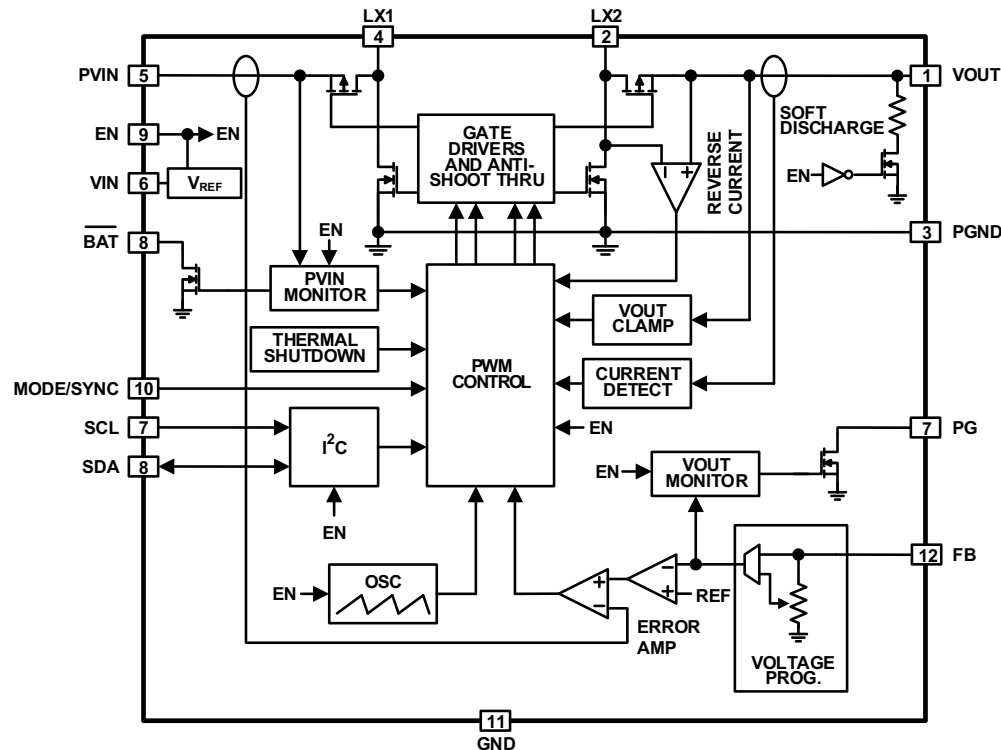 LX1
LX2
4
2
PVIN
5
1
VOUT
SOFT
DISCHARGE
EN
9
EN
GATE
DRIVERS
AND ANTI-
SHOOT THRU
REVERSE
CURRENT
− +
EN
VIN
6
VREF
3
PGND
BAT
8
EN
PVIN
MONITOR
VOUT
CLAMP
THERMAL
SHUTDOWN
PWM
CONTROL
CURRENT
DETECT
MODE/SYNC
10
SCL
7
I²C
EN
7
PG
SDA
8
EN
VOUT
MONITOR
EN
12
FB
EN
OSC
+
−
−
+
REF
ERROR
AMP
VOLTAGE
PROG.
11
GND